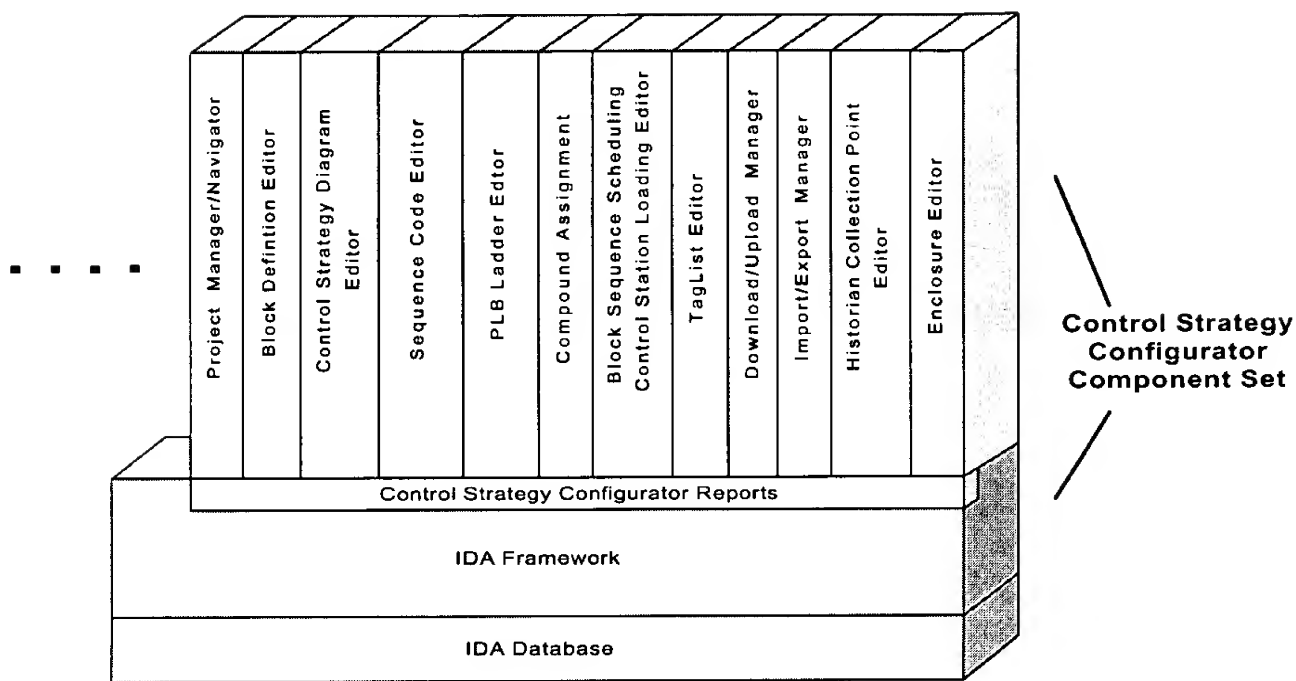 Project Manager/Navigator
Block Defintion Editor
Control Strategy Diagram
Editor
Sequence Code Editor
PLB Ladder Edtor
Compound Assignment
Block Sequence Scheduling
Control Station Loading Editor
TagList Editor
Download/Upload Manager
Import/Export Manager
Historian Collection Point
Editor
Enclosure Editor
Control Strategy
Configurator
Component Set
Control Strategy Configurator Reports
IDA Framework
IDA Database